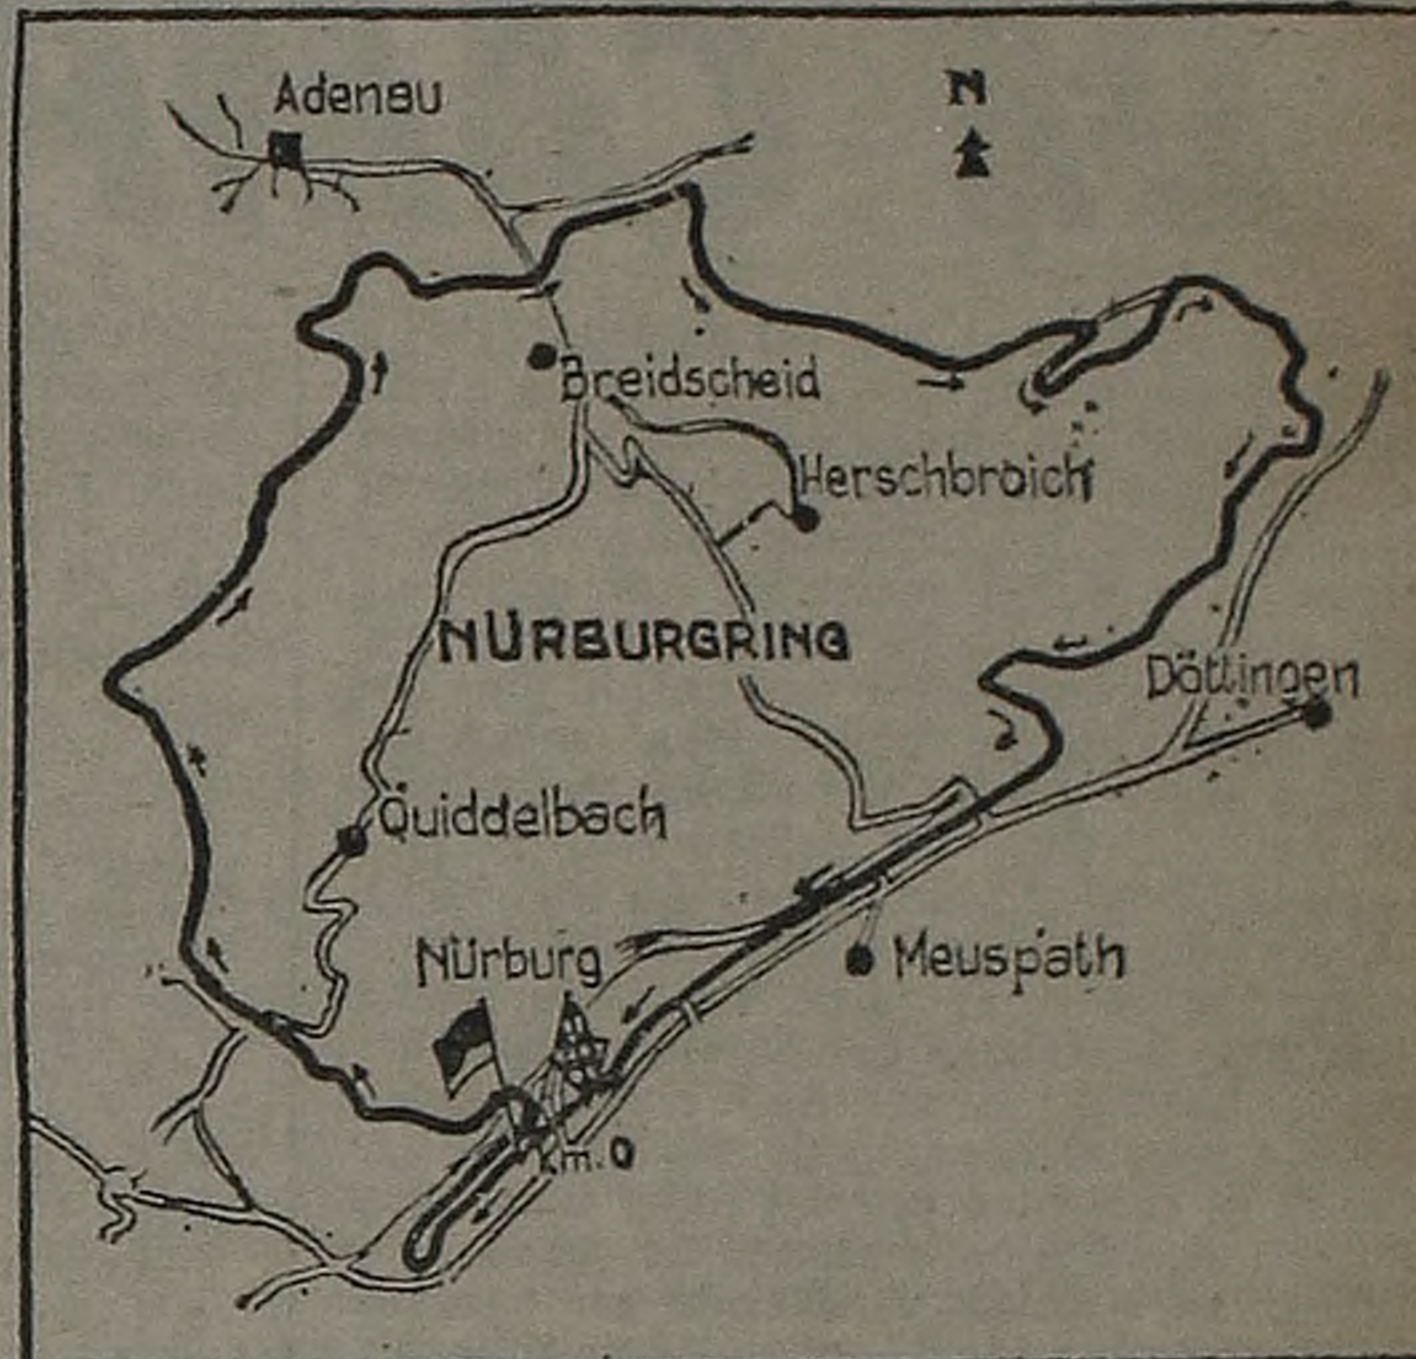 Adenau
N
Breidscheid
Herschbroich
NÜRBURGRING
Döttingen
Quiddelbach
Nürburg
Meuspath
km. 0